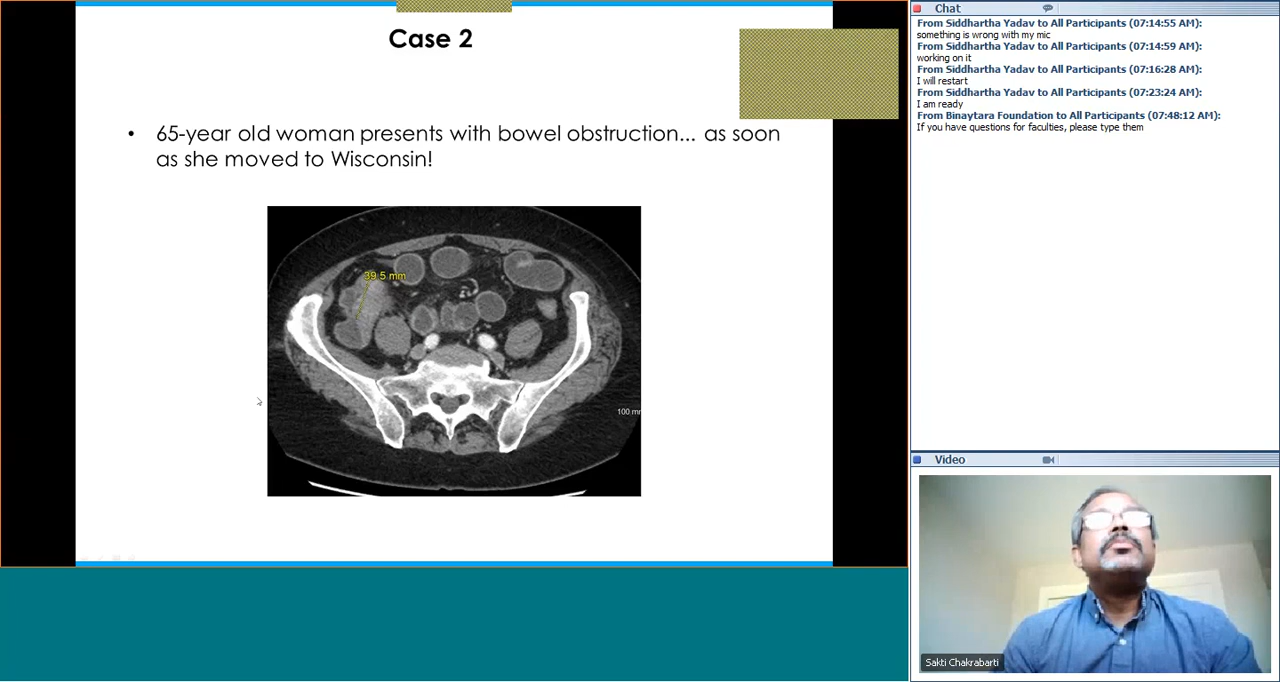 Case 2
• 65-year old woman presents with bowel obstruction... as soon
as she moved to Wisconsin!
39.5 mm
Chat
From Siddhartha Yadav to All Participants (07:14:55 AM):
something is wrong with my mic
From Siddhartha Yadav to All Participants (07:14:59 AM):
working on it
From Siddhartha Yadav to All Participants (07:16:28 AM):
I will restart
From Siddhartha Yadav to All Participants (07:23:24 AM):
I am ready
From Binaytara Foundation to All Participants (07:48:12 AM):
If you have questions for faculties, please type them
Video
Sakti Chakrabarti